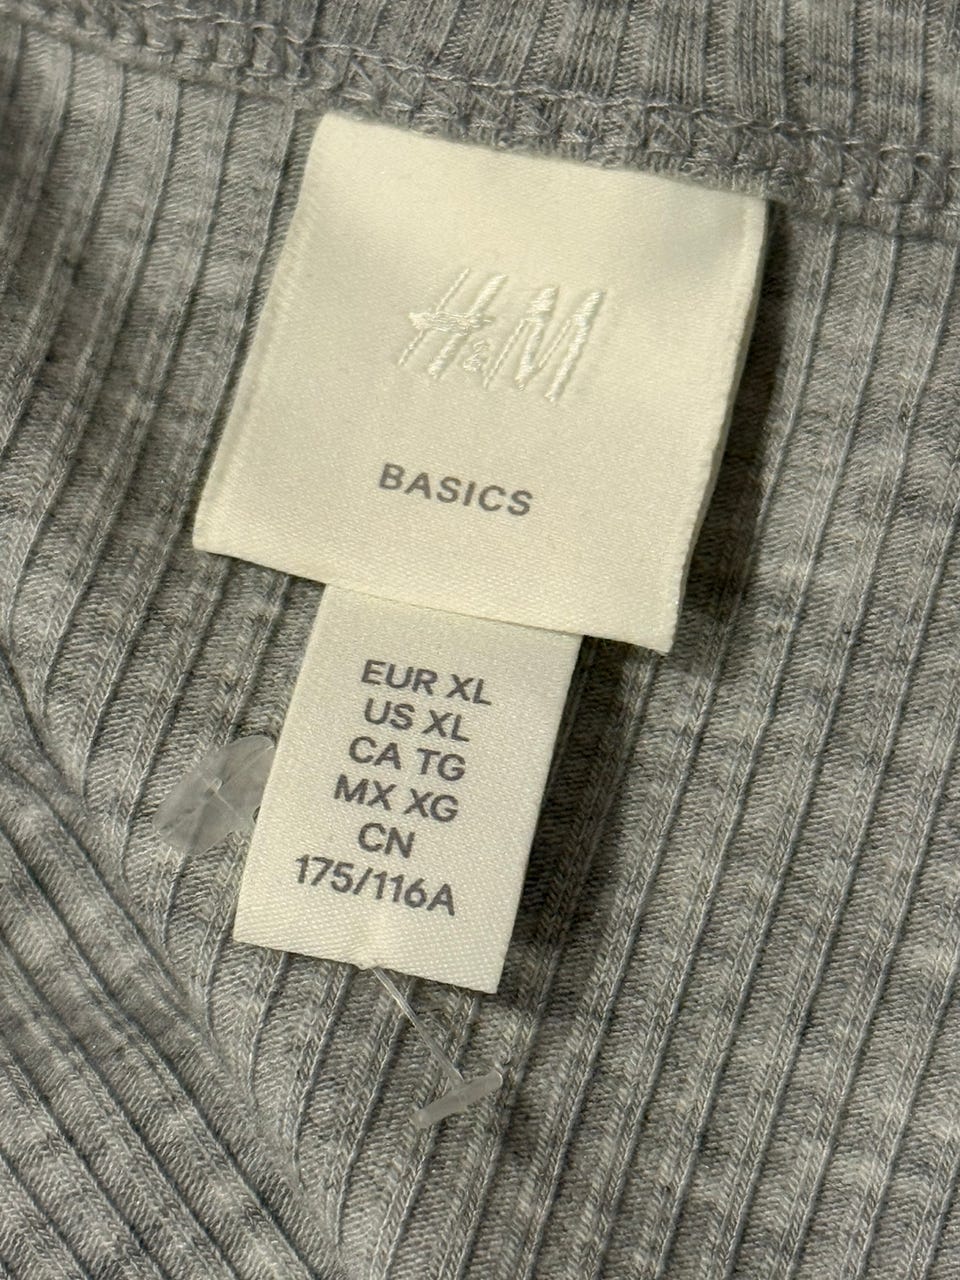 H&M
BASICS
EUR XL
US XL
CA TG
MX XG
CN
175/116A